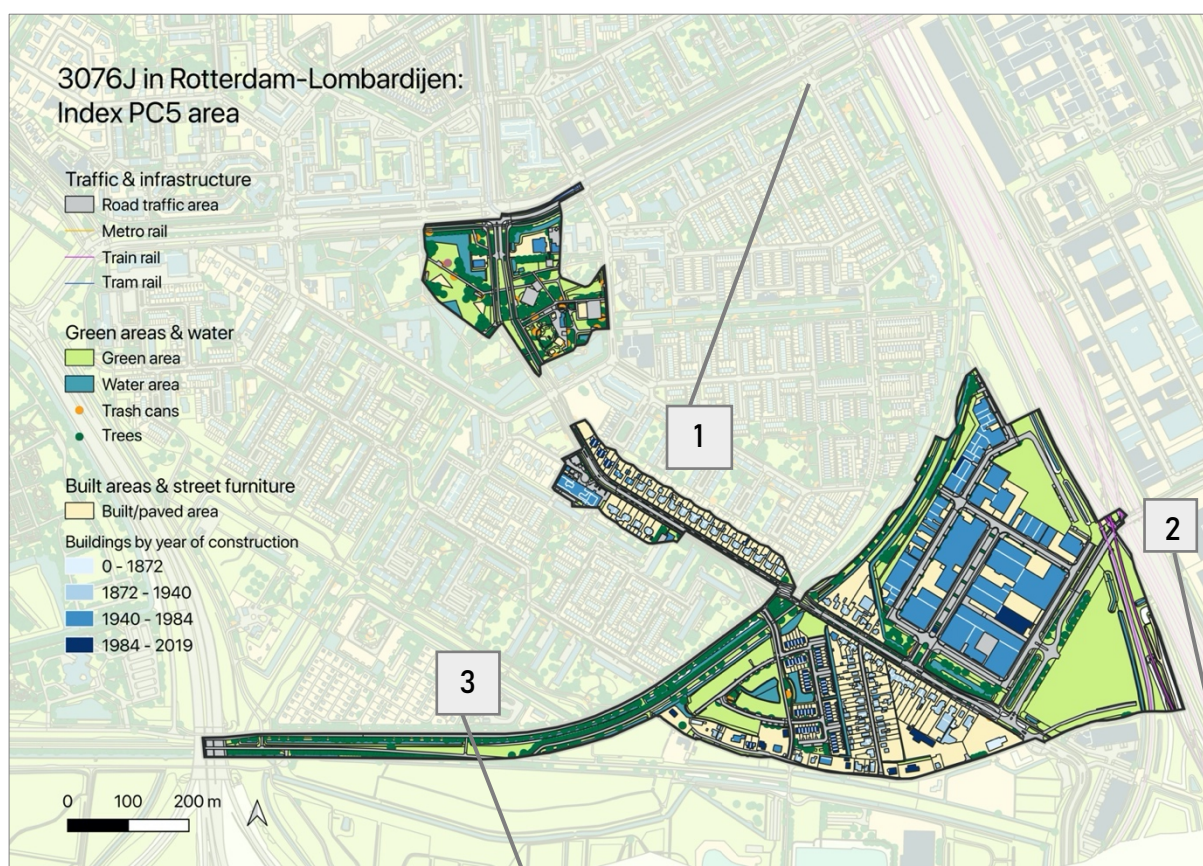 3076J in Rotterdam-Lombardijen:
Index PC5 area
Traffic & infrastructure
Road traffic area
Metro rail
Train rail
Tram rail
Green areas & water
Green area
Water area
Trash cans
Trees
Built areas & street furniture
Built/paved area
Buildings by year of construction
0 - 1872
1872 - 1940
1940 - 1984
1984 - 2019
1
2
3
0 100 200 m